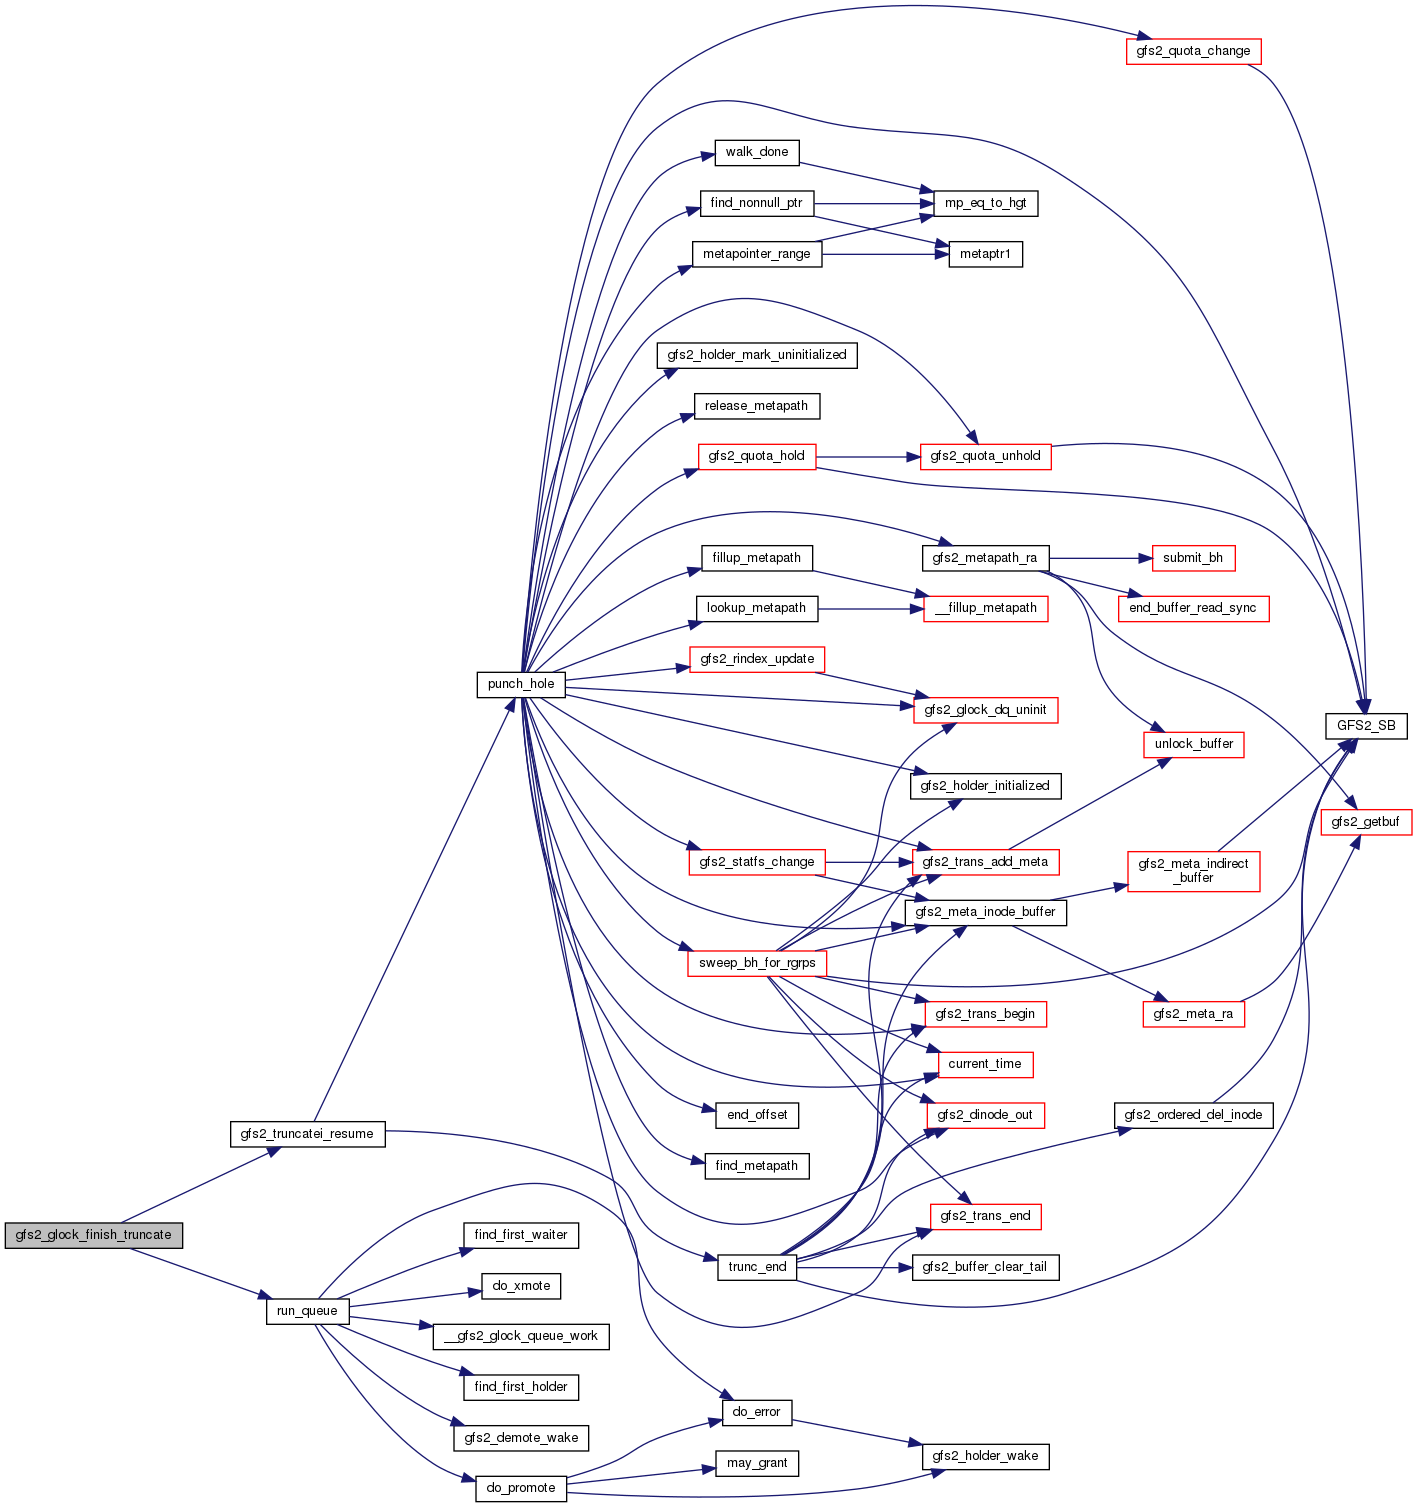 gfs2_quota_change
walk_done
find_nonnull_ptr
mp_eq_to_hgt
metapointer_range
metaptr1
gfs2_holder_mark_uninitialized
release_metapath
gfs2_quota_hold
gfs2_quota_unhold
fillup_metapath
gfs2_metapath_ra
submit_bh
lookup_metapath
__fillup_metapath
end_buffer_read_sync
gfs2_rindex_update
punch_hole
gfs2_glock_dq_uninit
GFS2_SB
unlock_buffer
gfs2_holder_initialized
gfs2_getbuf
gfs2_statfs_change
gfs2_trans_add_meta
gfs2_meta_indirect
_buffer
gfs2_meta_inode_buffer
sweep_bh_for_rgrps
gfs2_trans_begin
gfs2_meta_ra
current_time
end_offset
gfs2_dinode_out
gfs2_ordered_del_inode
gfs2_truncatei_resume
find_metapath
gfs2_trans_end
gfs2_glock_finish_truncate
find_first_waiter
trunc_end
gfs2_buffer_clear_tail
do_xmote
run_queue
__gfs2_glock_queue_work
find_first_holder
do_error
gfs2_demote_wake
gfs2_holder_wake
may_grant
do_promote